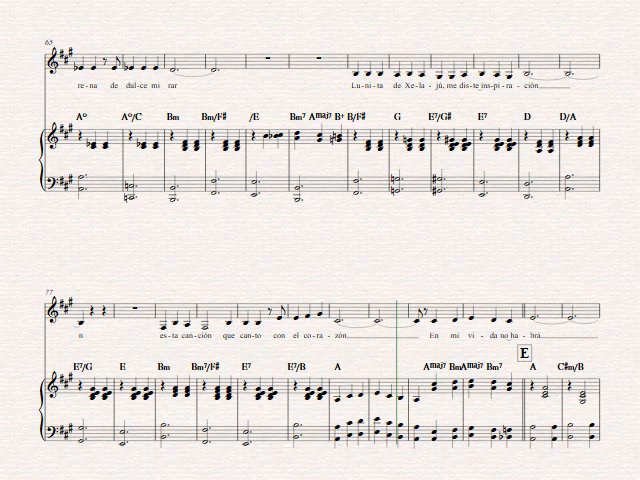 65
re - na de dul - ce mi rar Lu - ni - ta de Xe - la - jú, me dis - te ins - pi - ra - ción
A° A°/C Bm Bm/F# /E Bm7 Amaj7 B+ B/F# G E7/G# E7 D D/A
77
n es - ta can - ción que can - to con el co - ra - zón En mi vi - da no ha - brá
E
E7/G E Bm Bm7/F# E7 E7/B A Amaj7 Bm Amaj7 Bm7 A C#m/B